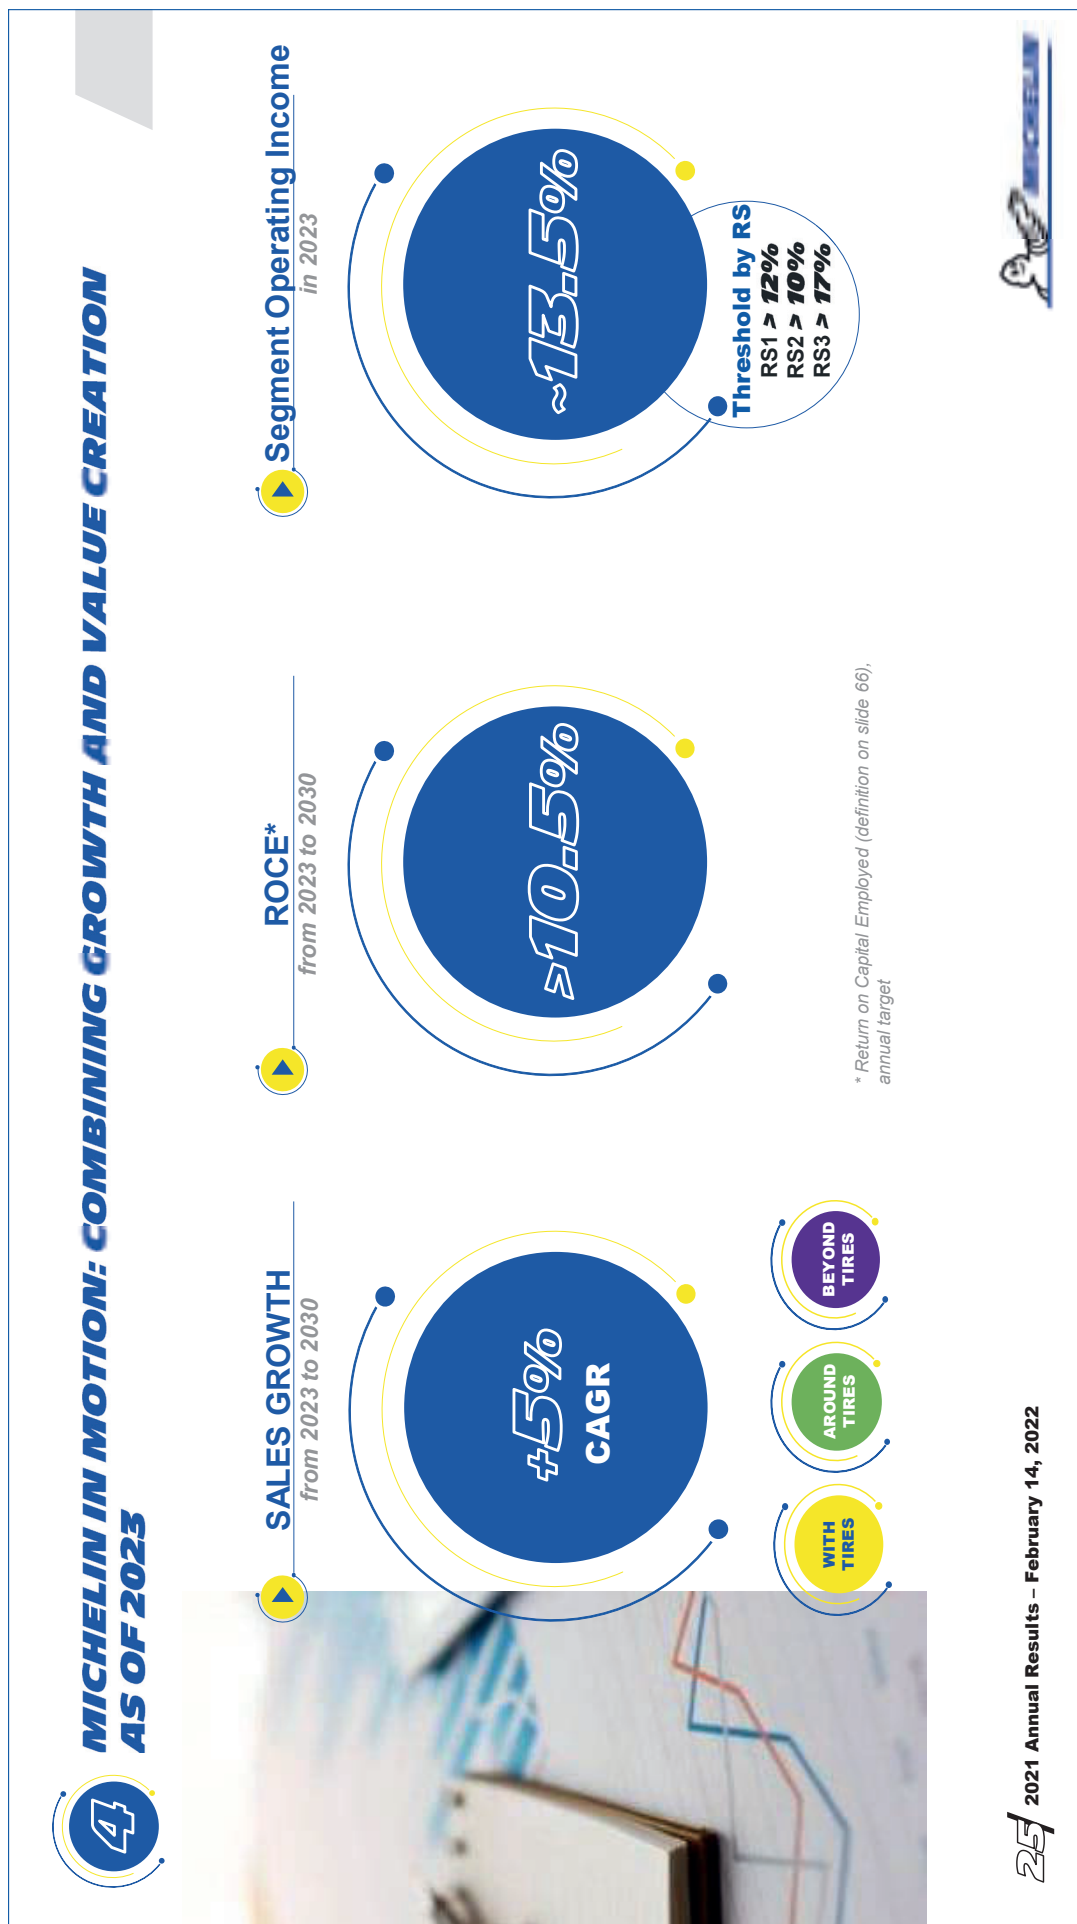 4
MICHELIN IN MOTION: COMBINING GROWTH AND VALUE CREATION
AS OF 2023
SALES GROWTH
from 2023 to 2030
+5%
CAGR
WITH
TIRES
AROUND
TIRES
BEYOND
TIRES
ROCE*
from 2023 to 2030
>10.5%
* Return on Capital Employed (definition on slide 66),
annual target
Segment Operating Income
in 2023
~13.5%
Threshold by RS
RS1 > 12%
RS2 > 10%
RS3 > 17%
25/ 2021 Annual Results – February 14, 2022
MICHELIN